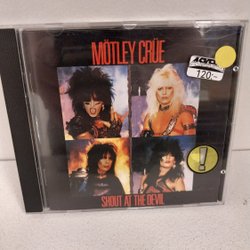 MÖTLEY CRÜE
120:-
SHOUT AT THE DEVIL